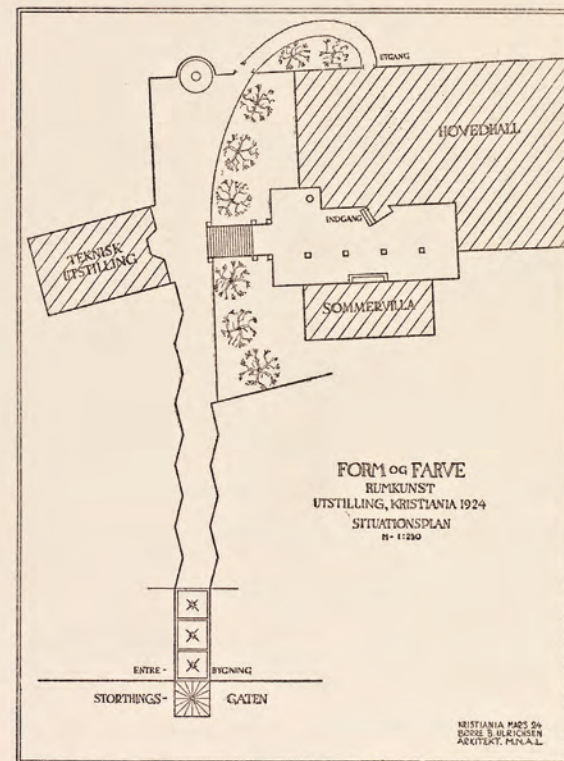 UTGANG
HOVEDHALL
INDGANG
TEKNISK
UTSTILLING
SOMMERVILLA
FORM OG FARVE
RUMKUNST
UTSTILLING, KRISTIANIA 1924
SITUATIONSPLAN
ENTRE- BYGNING
STORTHINGS- GATEN
KRISTIANIA MARS 24
BØRRE B. ULRICHSEN
ARKITEKT. M.N.A.L.